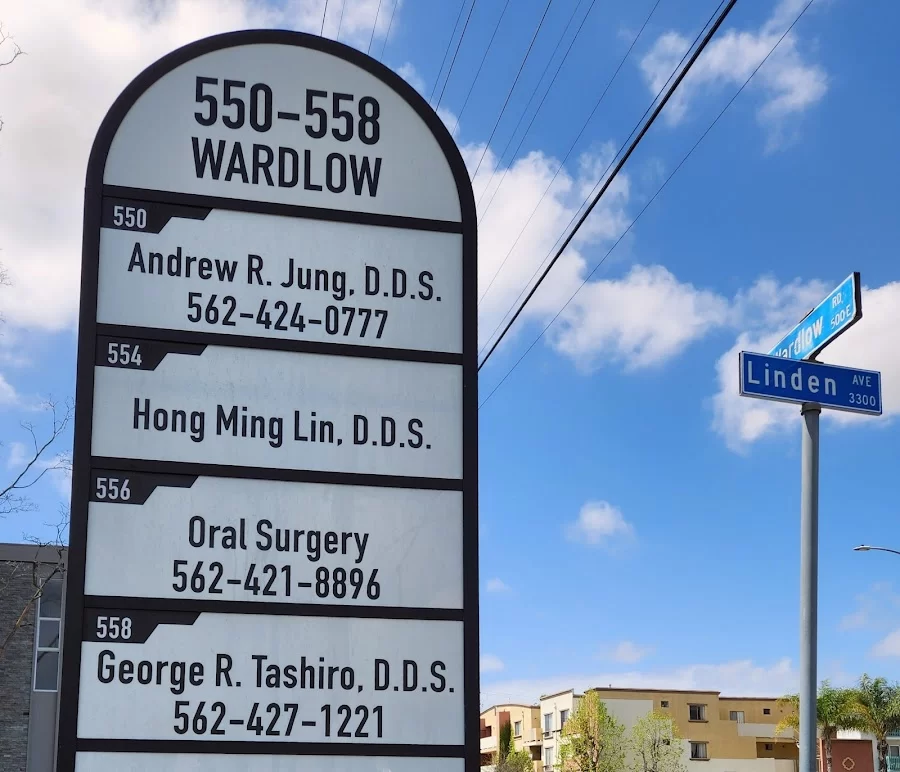 550-558
WARDLOW
550
Andrew R. Jung, D.D.S.
562-424-0777
554
Hong Ming Lin, D.D.S.
556
Oral Surgery
562-421-8896
558
George R. Tashiro, D.D.S.
562-427-1221
Wardlow RD.
500 E
Linden AVE
3300